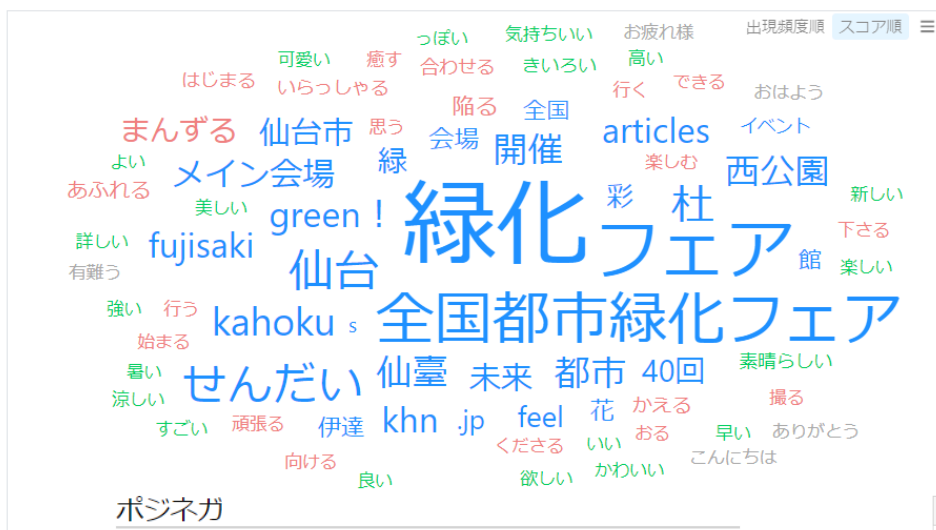 出現頻度順 スコア順
っぽい 気持ちいい お疲れ様
可愛い 癒す 合わせる きいろい 高い
はじまる いらっしゃる 行く できる おはよう
陥る 全国
まんずる 仙台市 思う 会場 開催 articles イベント
よい メイン会場 緑 楽しむ 西公園
あふれる 美しい green！ 緑化 彩 杜 新しい
詳しい fujisaki 仙台 フェア 館 下さる
有難う 楽しい
強い 行う kahoku s 全国都市緑化フェア
始まる
暑い せんだい 仙臺 未来 都市 40回 素晴らしい
涼しい 撮る
すごい 頑張る 伊達 khn .jp feel 花 かえる
くださる いい おる 早い ありがとう
向ける 良い 欲しい かわいい こんにちは
ポジネガ